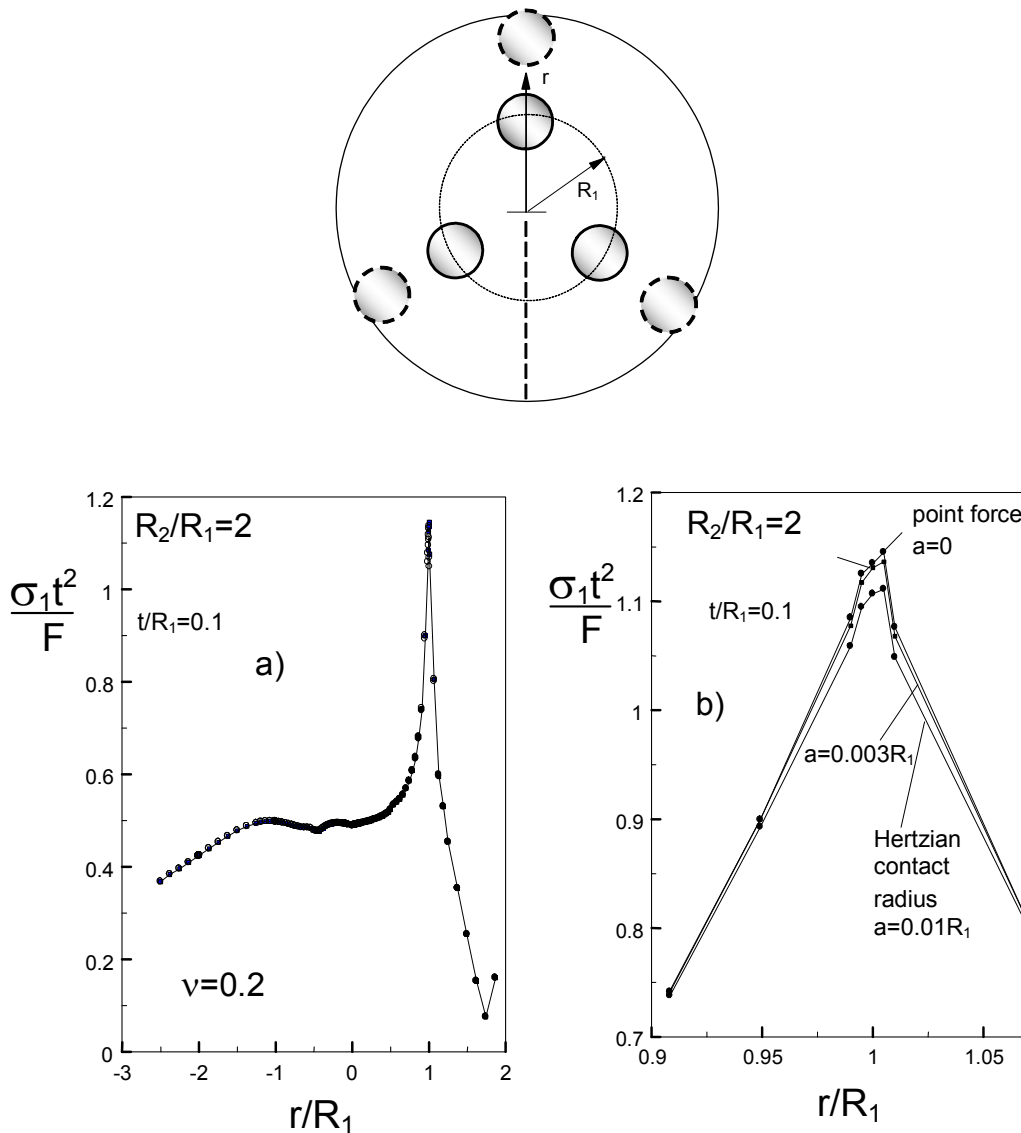 r
R1
1.2
1
0.8
0.6
0.4
0.2
0
-3
-2
-1
0
1
2
R2/R1=2
t/R1=0.1
a)
ν=0.2
σ1t²
F
r/R1
1.2
1.1
1
0.9
0.8
0.7
0.9
0.95
1
1.05
R2/R1=2
t/R1=0.1
point force
a=0
b)
a=0.003R1
Hertzian
contact
radius
a=0.01R1
σ1t²
F
r/R1